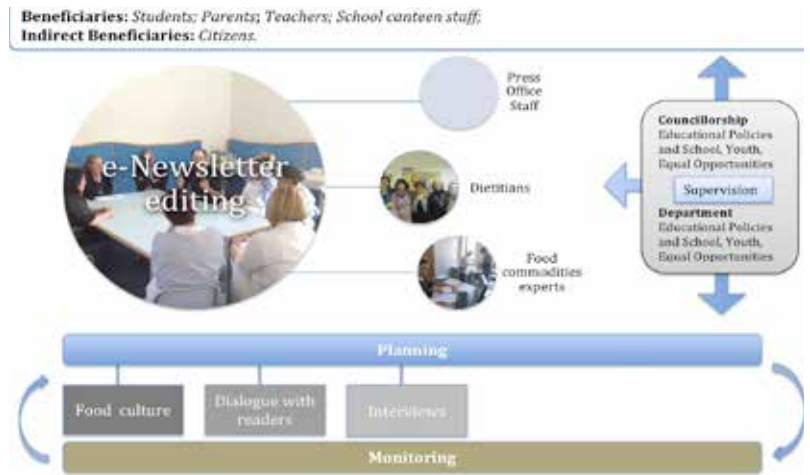 Beneficiaries: Students; Parents; Teachers; School canteen staff;
Indirect Beneficiaries: Citizens.
e-Newsletter
editing
Press
Office
Staff
Dietitians
Food
commodities
experts
Councillorship
Educational Policies
and School, Youth,
Equal Opportunities
Supervision
Department
Educational Policies
and School, Youth,
Equal Opportunities
Planning
Food culture
Dialogue with
readers
Interviews
Monitoring